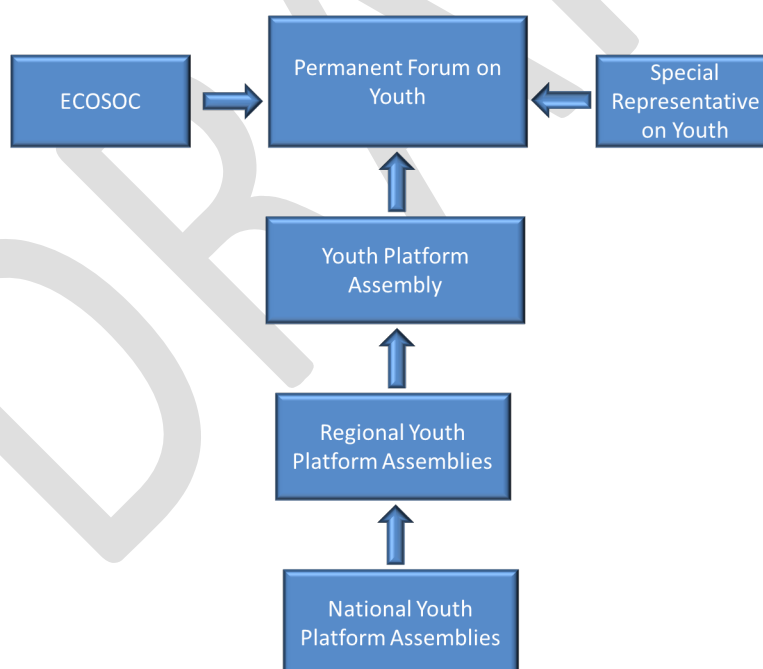 Permanent Forum on
Youth
ECOSOC
Special
Representative
on Youth
Youth Platform
Assembly
Regional Youth
Platform Assemblies
National Youth
Platform Assemblies
DRA